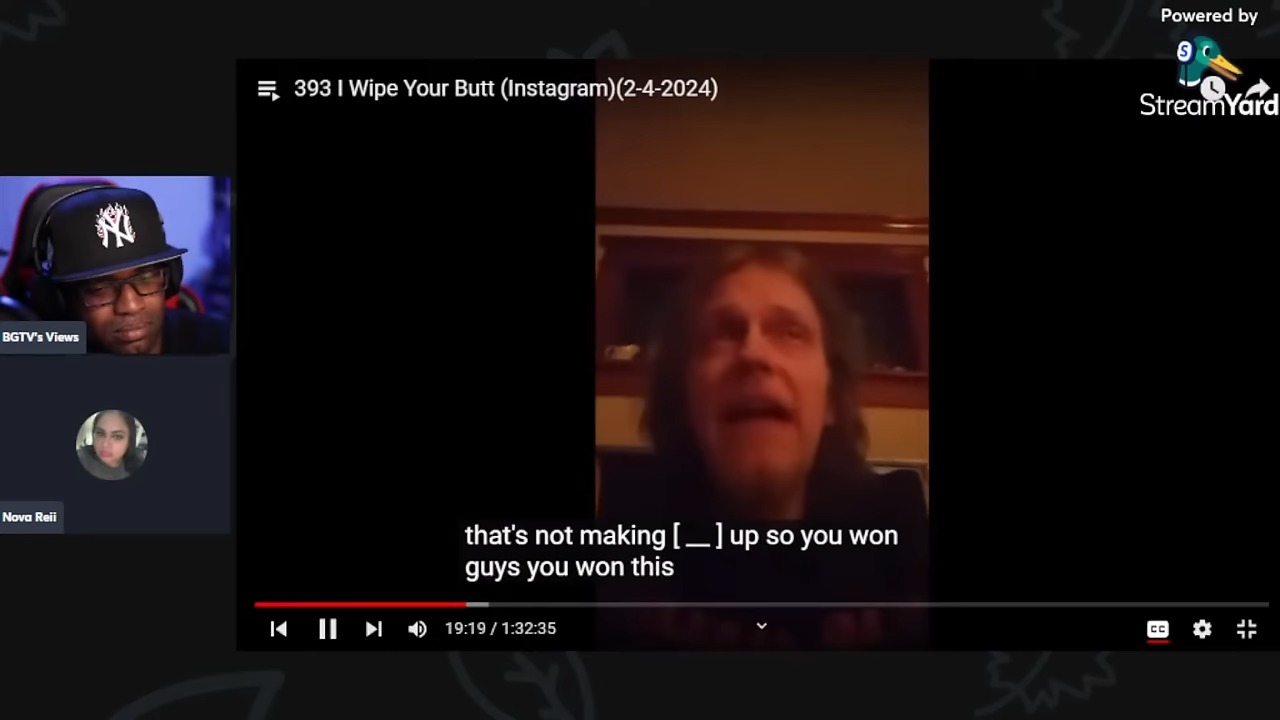 Powered by
S
StreamYard
393 I Wipe Your Butt (Instagram)(2-4-2024)
NY
BGTV's Views
Nova Reii
that's not making [ __ ] up so you won
guys you won this
19:19 / 1:32:35
CC